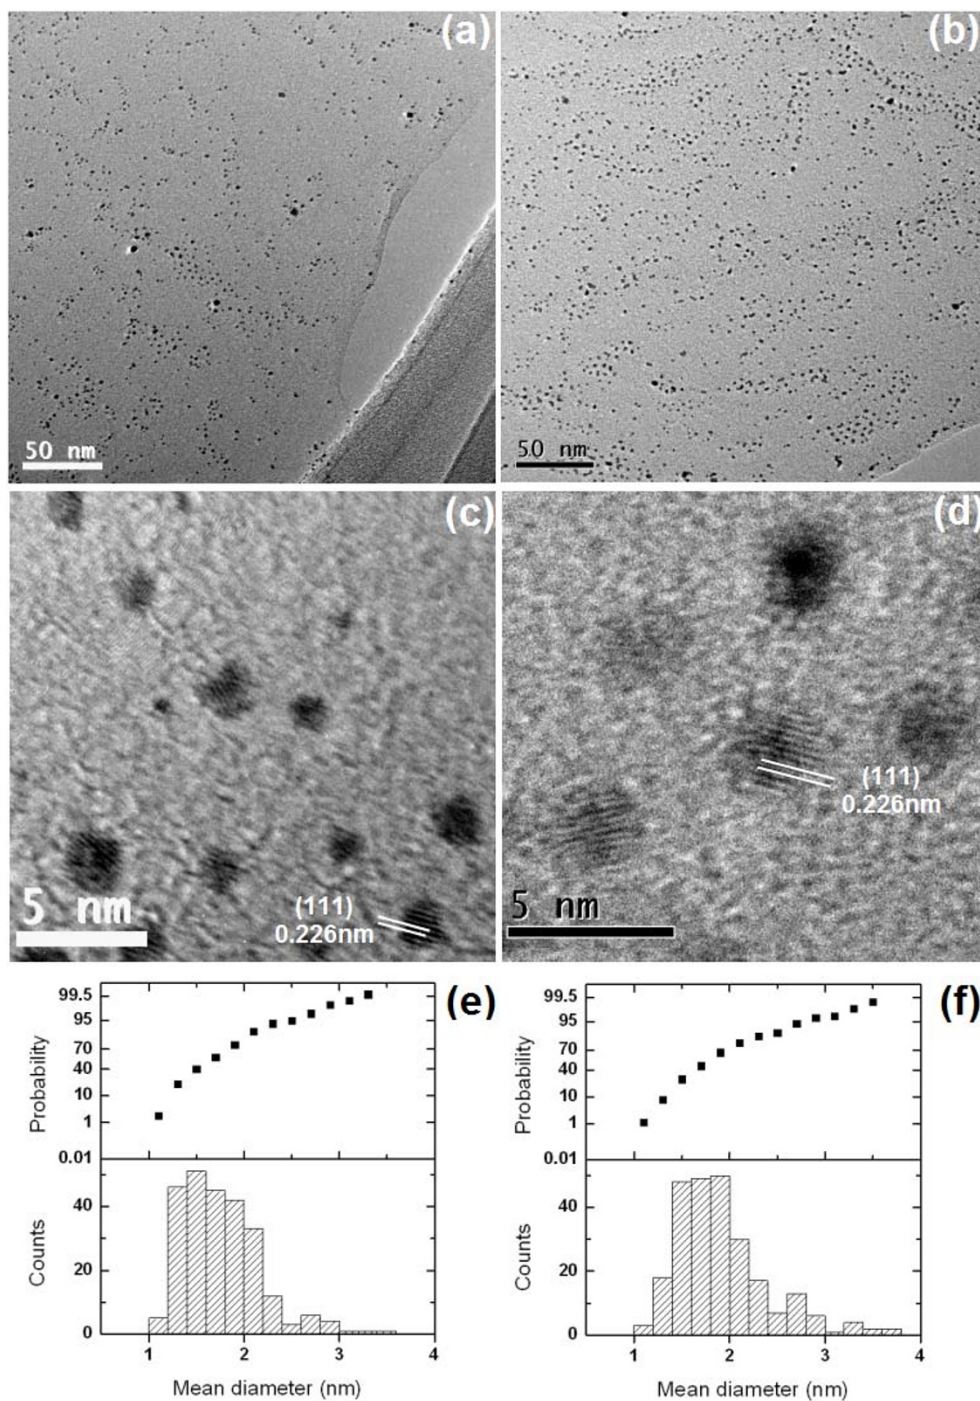 (a)
(b)
50 nm
50 nm
(c)
(d)
(111)
0.226nm
(111)
0.226nm
5 nm
5 nm
(e)
(f)
99.5
95
70
40
10
1
0.01
Probability
99.5
95
70
40
10
1
0.01
Probability
40
20
0
Counts
40
20
0
Counts
1 2 3 4
1 2 3 4
Mean diameter (nm)
Mean diameter (nm)